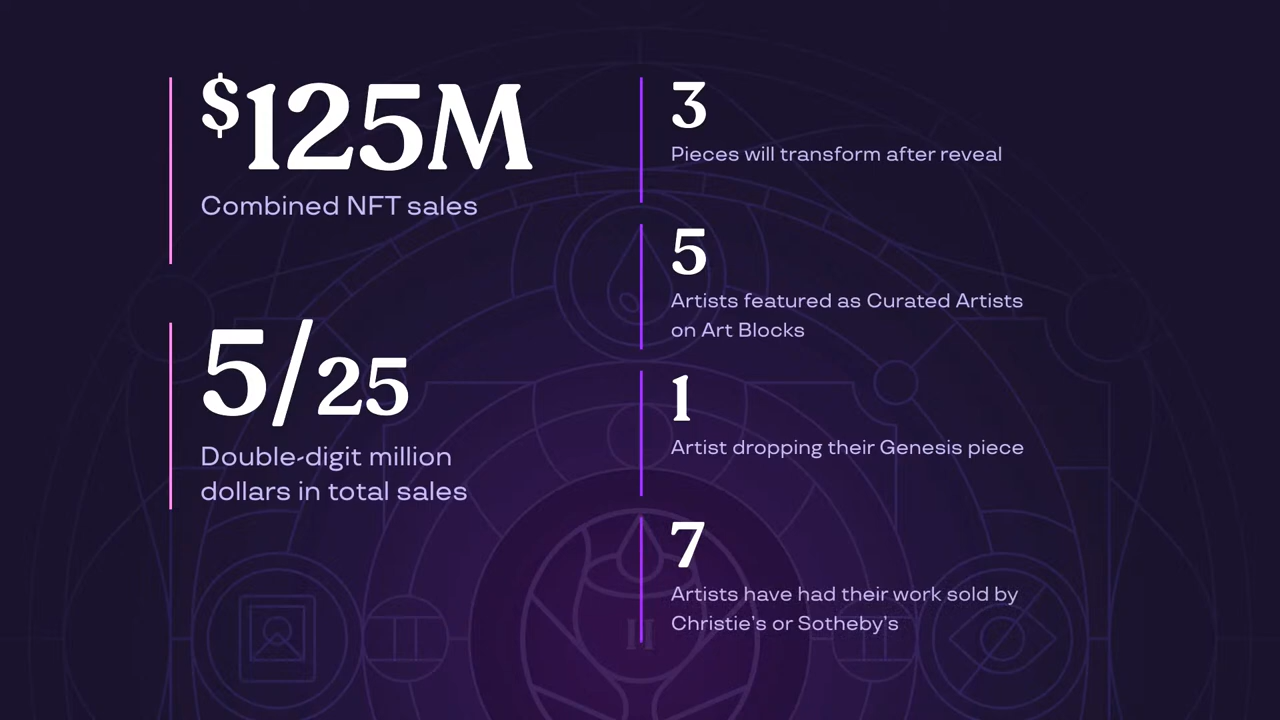 $125M
Combined NFT sales
5/25
Double-digit million
dollars in total sales
3
Pieces will transform after reveal
5
Artists featured as Curated Artists
on Art Blocks
1
Artist dropping their Genesis piece
7
Artists have had their work sold by
Christie's or Sotheby's
II